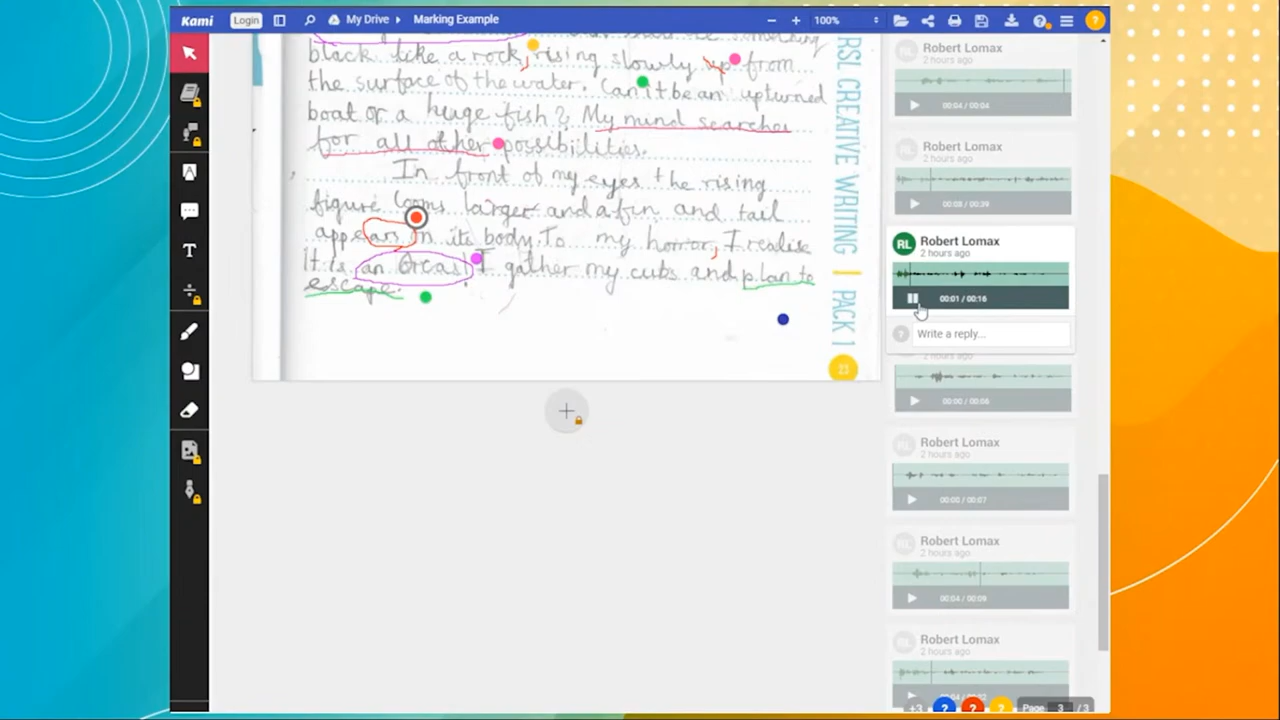 Kami Login My Drive Marking Example 100%
black like a rock, rising slowly up from
the surface of the water. Can it be an upturned
boat or a huge fish? My mind searches
for all other possibilities.
In front of my eyes the rising
figure looms larger and a fin and tail
appears in its body. To my horror, I realise
It is an Orcas! I gather my cubs and plan to
escape.
RSL CREATIVE WRITING | PACK 1
23
Robert Lomax
2 hours ago
00:04 / 00:04
Robert Lomax
2 hours ago
00:09 / 00:39
RL Robert Lomax
2 hours ago
00:01 / 00:16
? Write a reply...
2 hours ago
00:00 / 00:06
Robert Lomax
2 hours ago
00:00 / 00:07
Robert Lomax
2 hours ago
00:04 / 00:09
Robert Lomax
2 hours ago
+3 ? ? ? Page 3 / 3